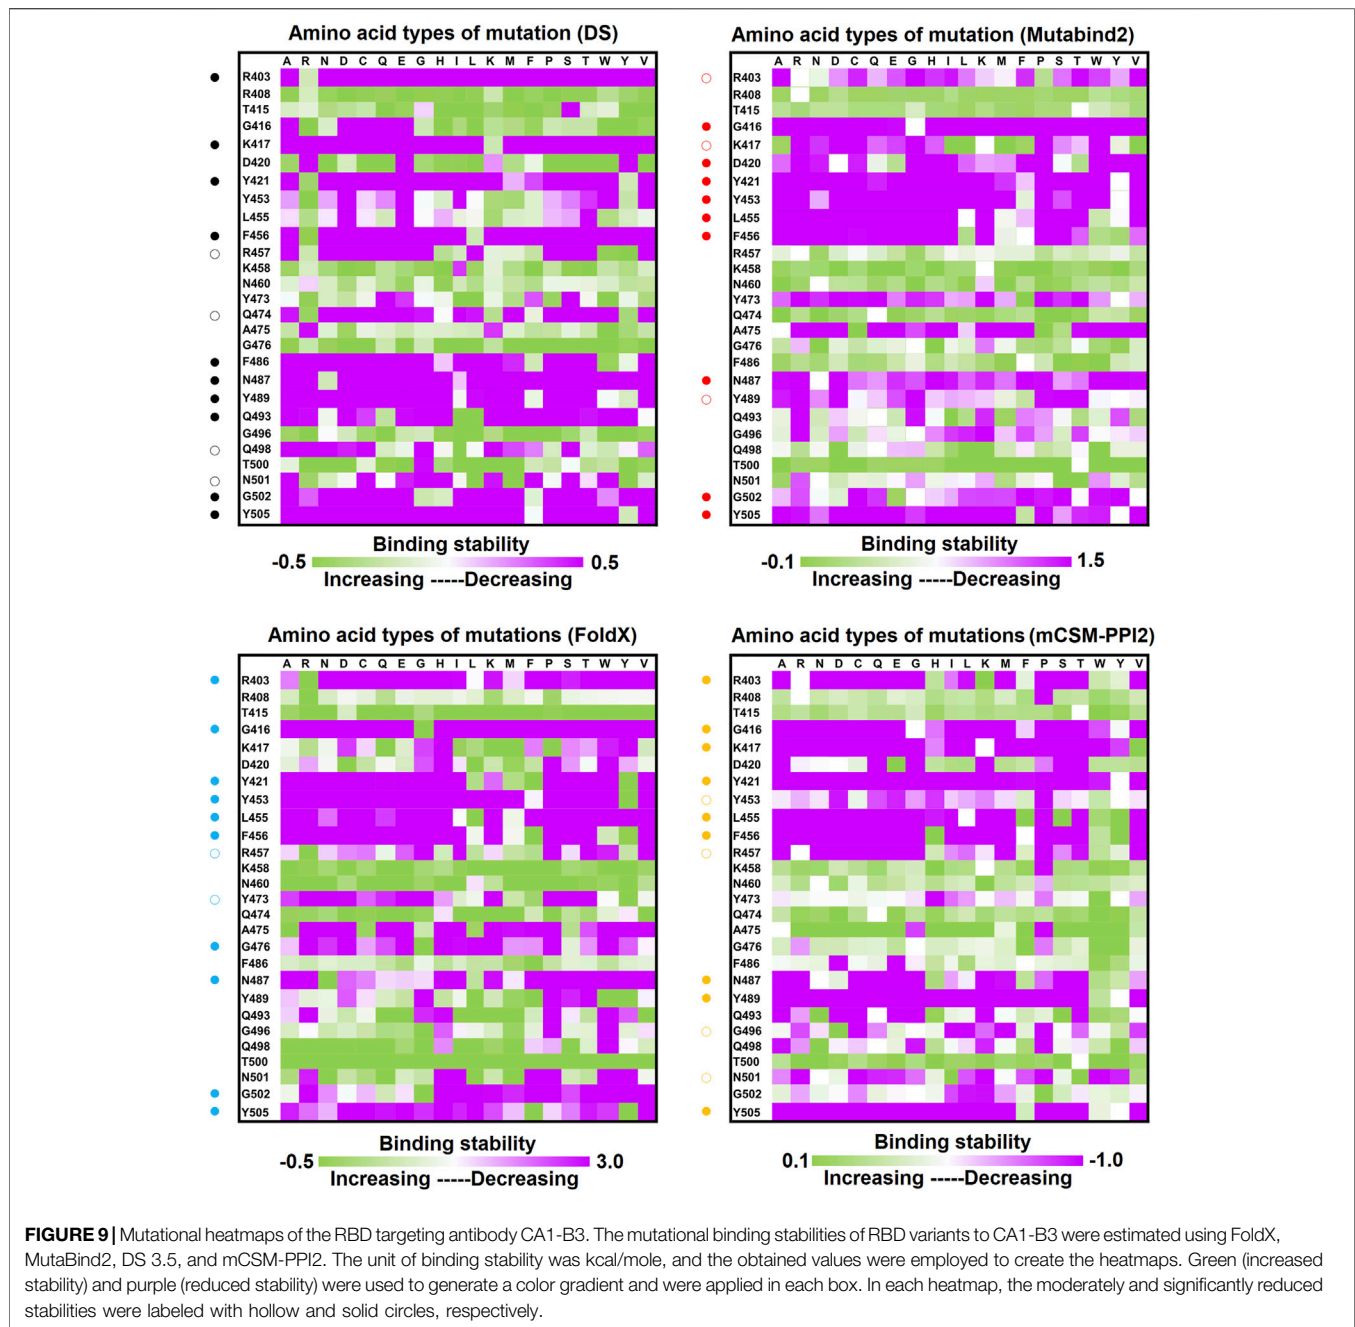 Amino acid types of mutation (DS)
A R N D C Q E G H I L K M F P S T W Y V
R403
R408
T415
G416
K417
D420
Y421
Y453
L455
F456
R457
K458
N460
Y473
Q474
A475
G476
F486
N487
Y489
Q493
G496
Q498
T500
N501
G502
Y505
Binding stability
-0.5 0.5
Increasing -----Decreasing
Amino acid types of mutation (Mutabind2)
A R N D C Q E G H I L K M F P S T W Y V
R403
R408
T415
G416
K417
D420
Y421
Y453
L455
F456
R457
K458
N460
Y473
Q474
A475
G476
F486
N487
Y489
Q493
G496
Q498
T500
N501
G502
Y505
Binding stability
-0.1 1.5
Increasing -----Decreasing
Amino acid types of mutations (FoldX)
A R N D C Q E G H I L K M F P S T W Y V
R403
R408
T415
G416
K417
D420
Y421
Y453
L455
F456
R457
K458
N460
Y473
Q474
A475
G476
F486
N487
Y489
Q493
G496
Q498
T500
N501
G502
Y505
Binding stability
-0.5 3.0
Increasing -----Decreasing
Amino acid types of mutations (mCSM-PPI2)
A R N D C Q E G H I L K M F P S T W Y V
R403
R408
T415
G416
K417
D420
Y421
Y453
L455
F456
R457
K458
N460
Y473
Q474
A475
G476
F486
N487
Y489
Q493
G496
Q498
T500
N501
G502
Y505
Binding stability
0.1 -1.0
Increasing -----Decreasing
FIGURE 9 | Mutational heatmaps of the RBD targeting antibody CA1-B3. The mutational binding stabilities of RBD variants to CA1-B3 were estimated using FoldX,
MutaBind2, DS 3.5, and mCSM-PPI2. The unit of binding stability was kcal/mole, and the obtained values were employed to create the heatmaps. Green (increased
stability) and purple (reduced stability) were used to generate a color gradient and were applied in each box. In each heatmap, the moderately and significantly reduced
stabilities were labeled with hollow and solid circles, respectively.